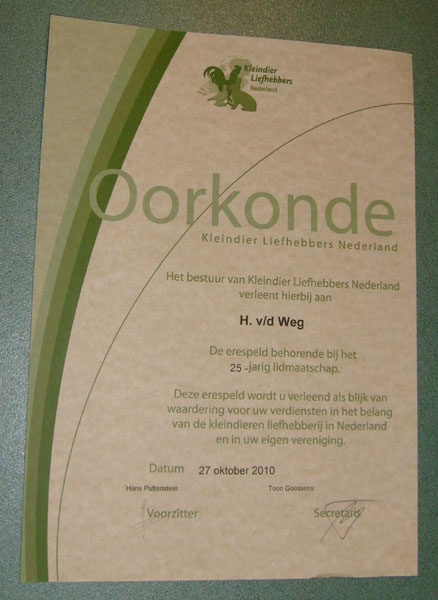 Kleindier
Liefhebbers
Nederland
Oorkonde
Kleindier Liefhebbers Nederland
Het bestuur van Kleindier Liefhebbers Nederland
verleent hierbij aan
H. v/d Weg
De erespeld behorende bij het
25 -jarig lidmaatschap.
Deze erespeld wordt u verleend als blijk van
waardering voor uw verdiensten in het belang
van de kleindieren liefhebberij in Nederland
en in uw eigen vereniging.
Datum 27 oktober 2010
Hans Puttenstein Toon Goossens
Voorzitter Secretaris